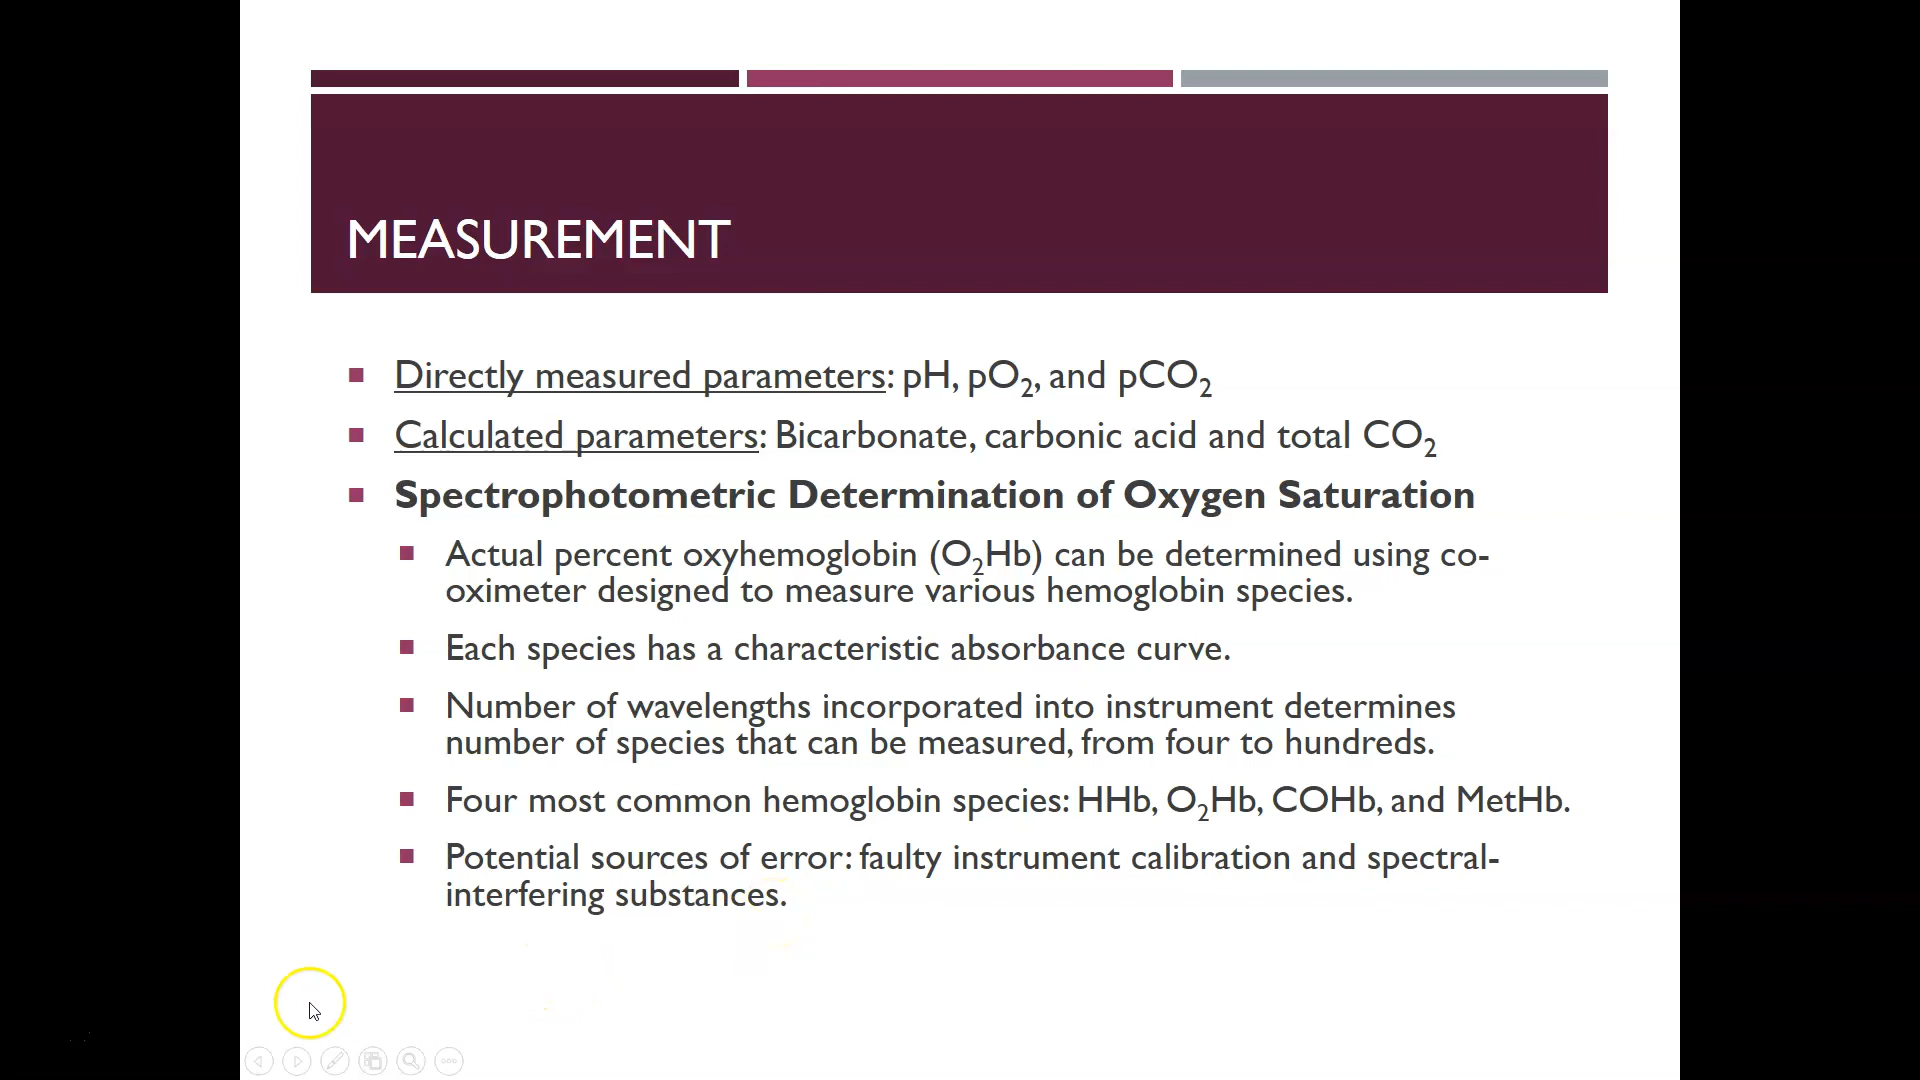 MEASUREMENT
Directly measured parameters: pH, pO₂, and pCO₂
Calculated parameters: Bicarbonate, carbonic acid and total CO₂
Spectrophotometric Determination of Oxygen Saturation
Actual percent oxyhemoglobin (O₂Hb) can be determined using co-
oximeter designed to measure various hemoglobin species.
Each species has a characteristic absorbance curve.
Number of wavelengths incorporated into instrument determines
number of species that can be measured, from four to hundreds.
Four most common hemoglobin species: HHb, O₂Hb, COHb, and MetHb.
Potential sources of error: faulty instrument calibration and spectral-
interfering substances.